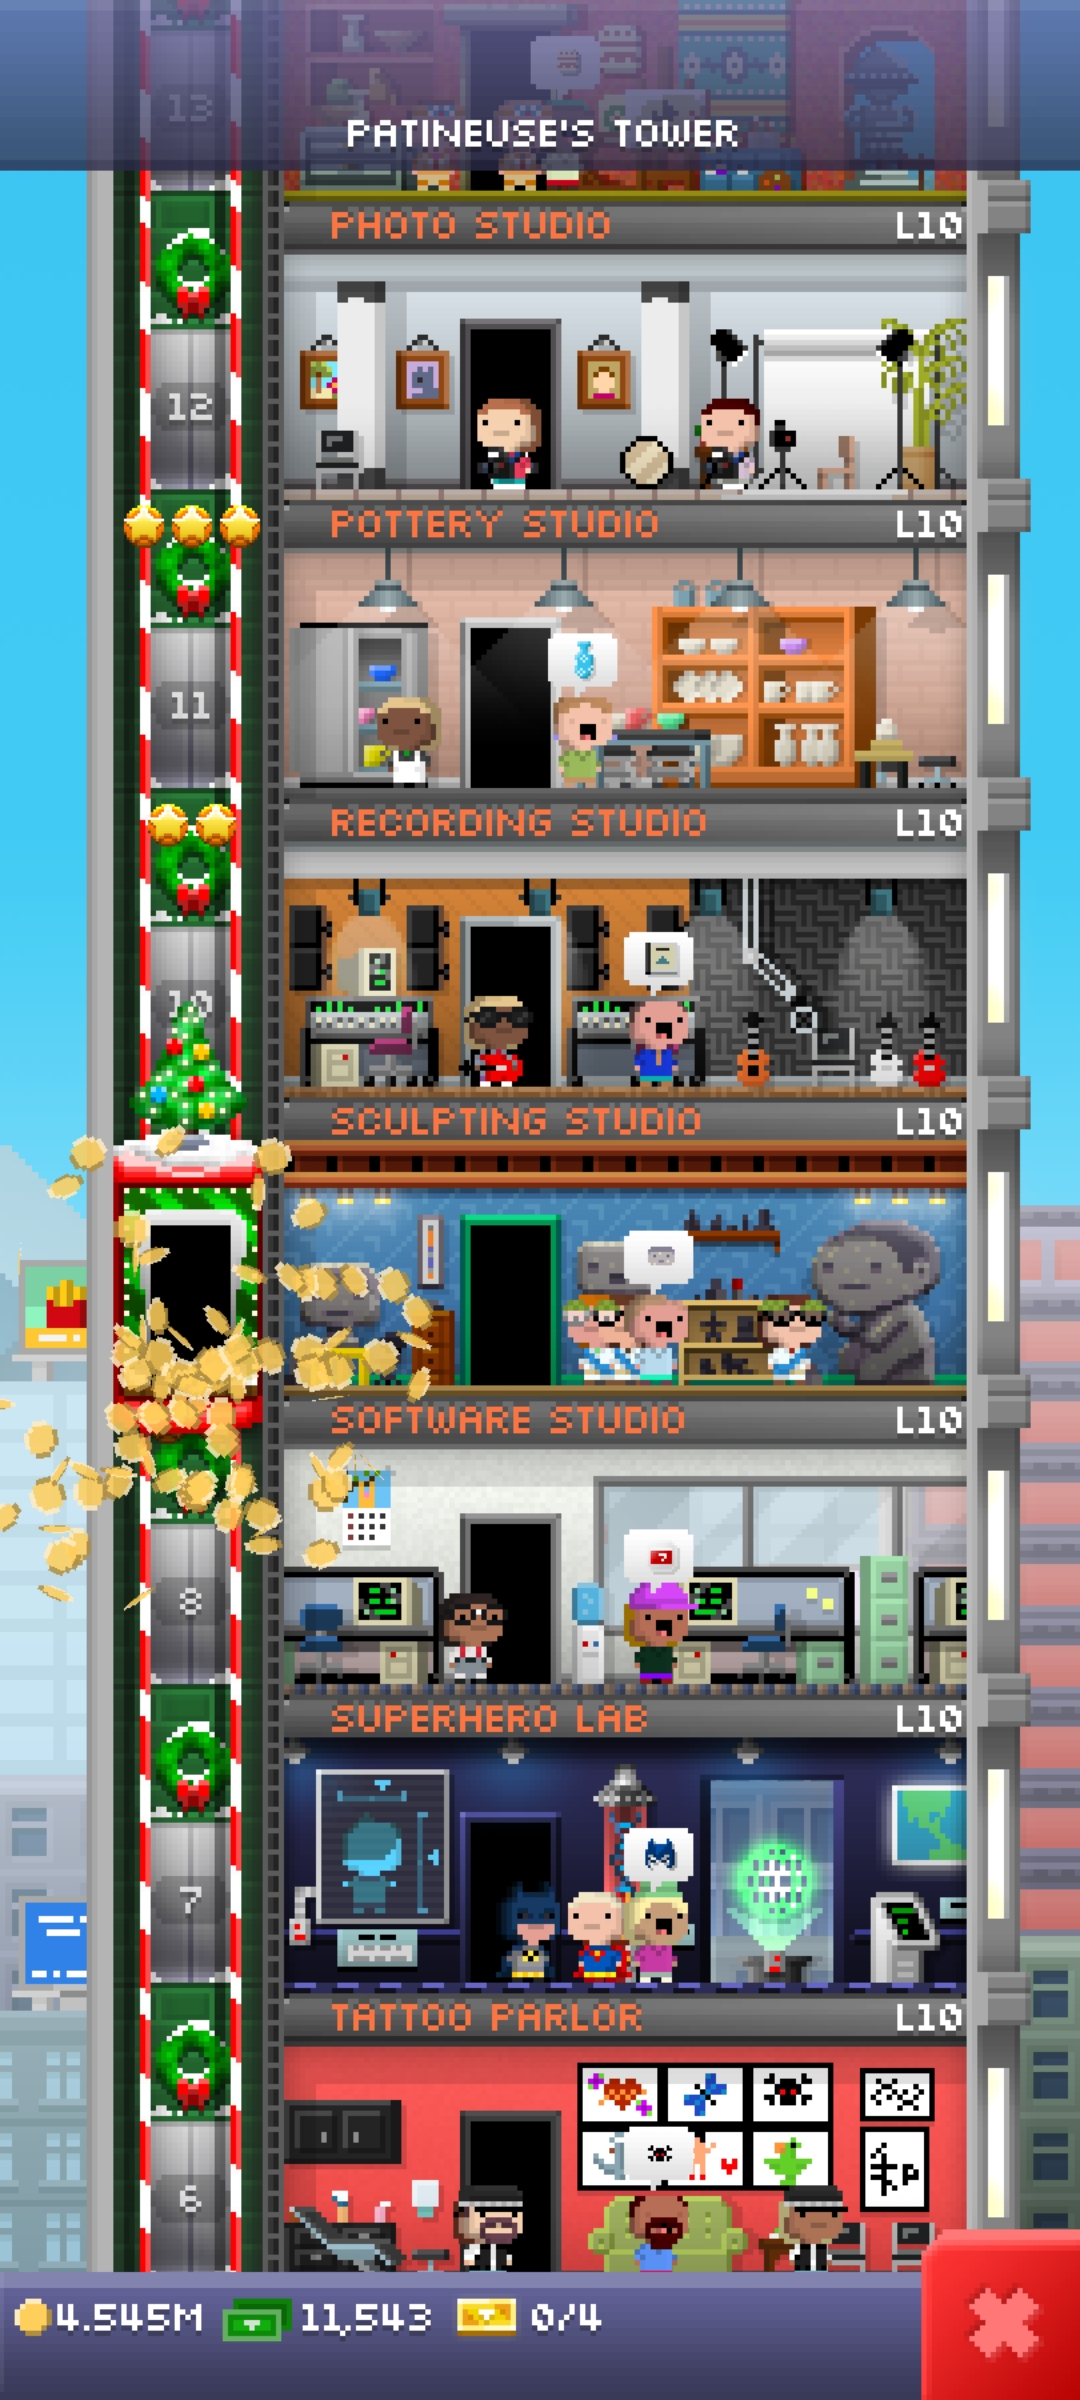 13
PATINEUSE'S TOWER
PHOTO STUDIO L10
12
POTTERY STUDIO L10
11
RECORDING STUDIO L10
10
SCULPTING STUDIO L10
SOFTWARE STUDIO L10
8
?
SUPERHERO LAB L10
7
TATTOO PARLOR L10
6
4.545M 11,543 0/4